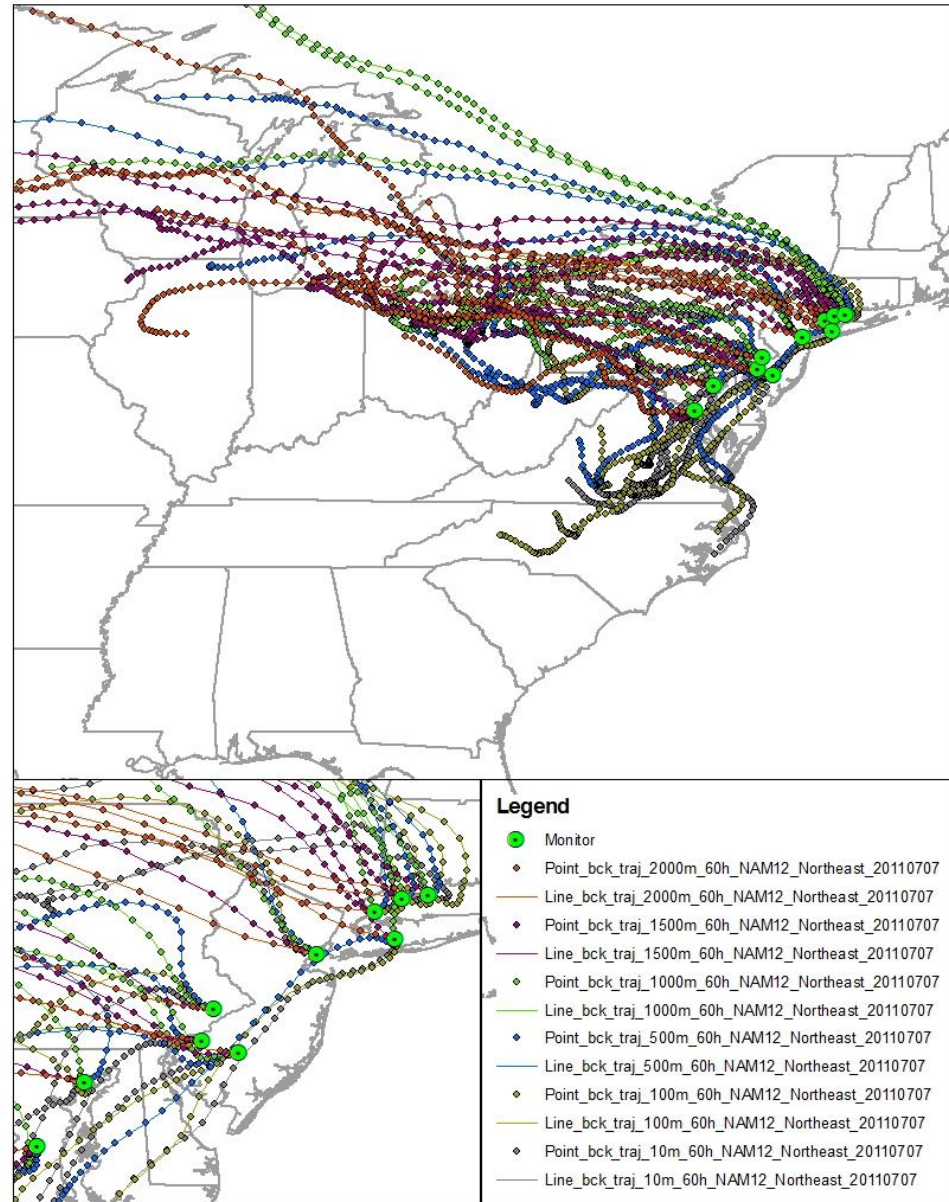 Legend
Monitor
Point_bck_traj_2000m_60h_NAM12_Northeast_20110707
Line_bck_traj_2000m_60h_NAM12_Northeast_20110707
Point_bck_traj_1500m_60h_NAM12_Northeast_20110707
Line_bck_traj_1500m_60h_NAM12_Northeast_20110707
Point_bck_traj_1000m_60h_NAM12_Northeast_20110707
Line_bck_traj_1000m_60h_NAM12_Northeast_20110707
Point_bck_traj_500m_60h_NAM12_Northeast_20110707
Line_bck_traj_500m_60h_NAM12_Northeast_20110707
Point_bck_traj_100m_60h_NAM12_Northeast_20110707
Line_bck_traj_100m_60h_NAM12_Northeast_20110707
Point_bck_traj_10m_60h_NAM12_Northeast_20110707
Line_bck_traj_10m_60h_NAM12_Northeast_20110707